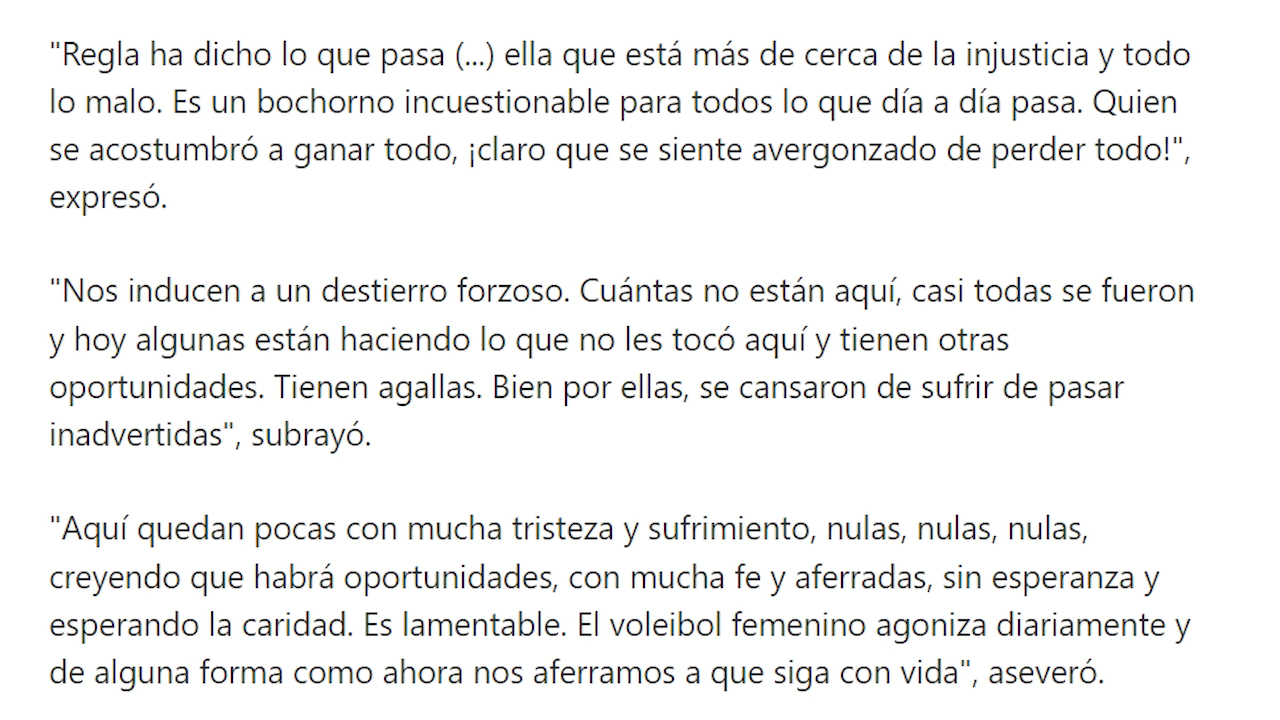 "Regla ha dicho lo que pasa (...) ella que está más de cerca de la injusticia y todo
lo malo. Es un bochorno incuestionable para todos lo que día a día pasa. Quien
se acostumbró a ganar todo, ¡claro que se siente avergonzado de perder todo!",
expresó.
"Nos inducen a un destierro forzoso. Cuántas no están aquí, casi todas se fueron
y hoy algunas están haciendo lo que no les tocó aquí y tienen otras
oportunidades. Tienen agallas. Bien por ellas, se cansaron de sufrir de pasar
inadvertidas", subrayó.
"Aquí quedan pocas con mucha tristeza y sufrimiento, nulas, nulas, nulas,
creyendo que habrá oportunidades, con mucha fe y aferradas, sin esperanza y
esperando la caridad. Es lamentable. El voleibol femenino agoniza diariamente y
de alguna forma como ahora nos aferramos a que siga con vida", aseveró.